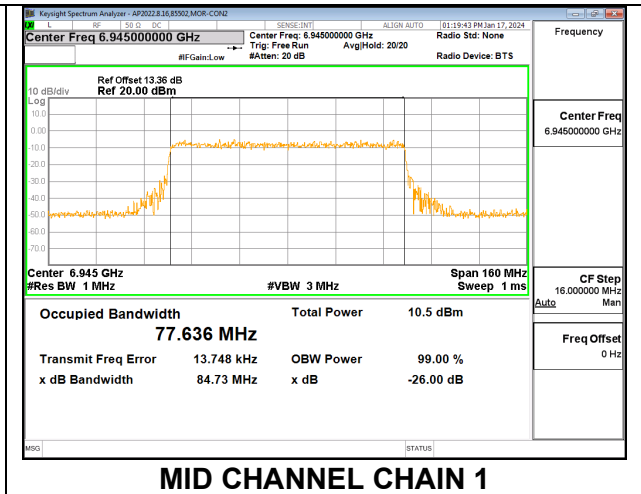 Keysight Spectrum Analyzer - AP2022.8.16,85502,MOR-CON2
L RF 50 Ω DC SENSE:INT ALIGN AUTO 01:19:43 PM Jan 17, 2024
Center Freq 6.945000000 GHz
Center Freq: 6.945000000 GHz Radio Std: None
Trig: Free Run Avg|Hold: 20/20
#IFGain:Low #Atten: 20 dB Radio Device: BTS
Ref Offset 13.36 dB
10 dB/div Ref 20.00 dBm
Log
10.0
0.00
-10.0
-20.0
-30.0
-40.0
-50.0
-60.0
-70.0
Center 6.945 GHz Span 160 MHz
#Res BW 1 MHz #VBW 3 MHz Sweep 1 ms
Occupied Bandwidth Total Power 10.5 dBm
77.636 MHz
Transmit Freq Error 13.748 kHz OBW Power 99.00 %
x dB Bandwidth 84.73 MHz x dB -26.00 dB
MSG STATUS
Frequency
Center Freq
6.945000000 GHz
CF Step
16.000000 MHz
Auto Man
Freq Offset
0 Hz
MID CHANNEL CHAIN 1